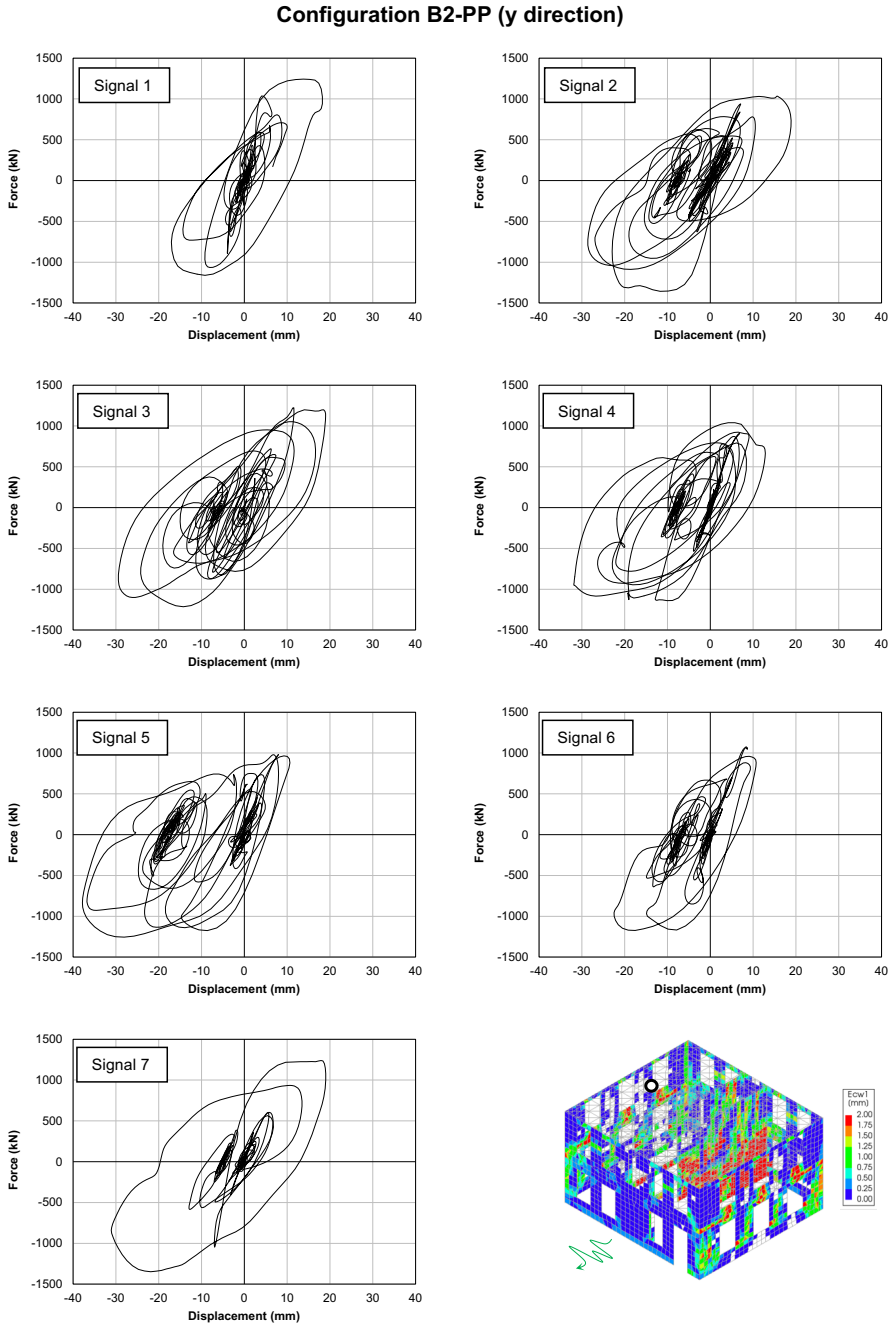 Configuration B2-PP (y direction)
Signal 1
1500
1000
500
0
-500
-1000
-1500
Force (kN)
-40 -30 -20 -10 0 10 20 30 40
Displacement (mm)
Signal 2
1500
1000
500
0
-500
-1000
-1500
Force (kN)
-40 -30 -20 -10 0 10 20 30 40
Displacement (mm)
Signal 3
1500
1000
500
0
-500
-1000
-1500
Force (kN)
-40 -30 -20 -10 0 10 20 30 40
Displacement (mm)
Signal 4
1500
1000
500
0
-500
-1000
-1500
Force (kN)
-40 -30 -20 -10 0 10 20 30 40
Displacement (mm)
Signal 5
1500
1000
500
0
-500
-1000
-1500
Force (kN)
-40 -30 -20 -10 0 10 20 30 40
Displacement (mm)
Signal 6
1500
1000
500
0
-500
-1000
-1500
Force (kN)
-40 -30 -20 -10 0 10 20 30 40
Displacement (mm)
Signal 7
1500
1000
500
0
-500
-1000
-1500
Force (kN)
-40 -30 -20 -10 0 10 20 30 40
Displacement (mm)
Ecw1
(mm)
2.00
1.75
1.50
1.25
1.00
0.75
0.50
0.25
0.00